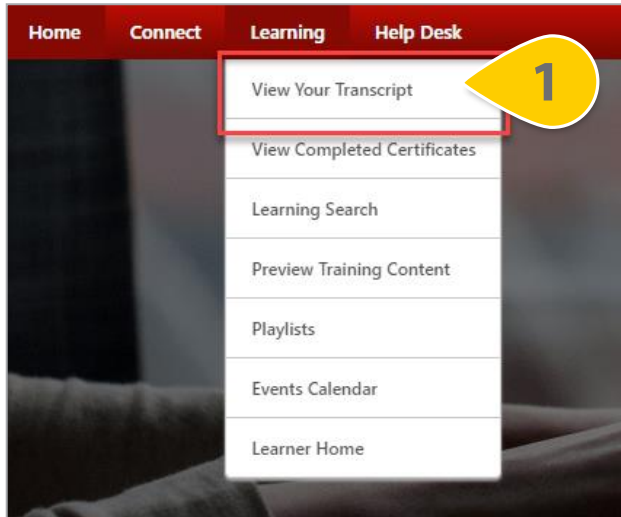 Home Connect Learning Help Desk
View Your Transcript 1
View Completed Certificates
Learning Search
Preview Training Content
Playlists
Events Calendar
Learner Home